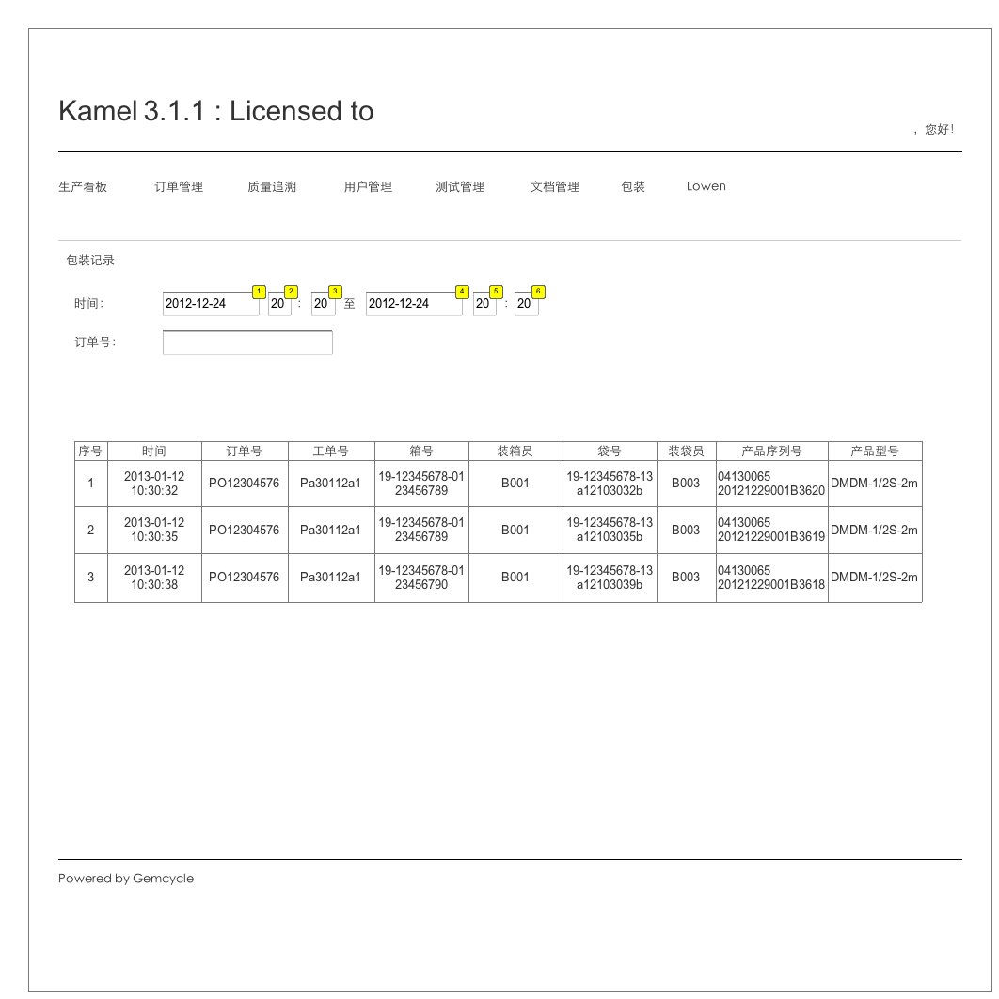 Kamel 3.1.1 : Licensed to
，您好！
生产看板 订单管理 质量追溯 用户管理 测试管理 文档管理 包装 Lowen
包装记录
时间： 2012-12-24 1 20 2 : 20 3 至 2012-12-24 4 20 5 : 20 6
订单号：
序号 时间 订单号 工单号 箱号 装箱员 袋号 装袋员 产品序列号 产品型号
1 2013-01-12 10:30:32 PO12304576 Pa30112a1 19-12345678-01 23456789 B001 19-12345678-13 a12103032b B003 04130065 20121229001B3620 DMDM-1/2S-2m
2 2013-01-12 10:30:35 PO12304576 Pa30112a1 19-12345678-01 23456789 B001 19-12345678-13 a12103035b B003 04130065 20121229001B3619 DMDM-1/2S-2m
3 2013-01-12 10:30:38 PO12304576 Pa30112a1 19-12345678-01 23456790 B001 19-12345678-13 a12103039b B003 04130065 20121229001B3618 DMDM-1/2S-2m
Powered by Gemcycle